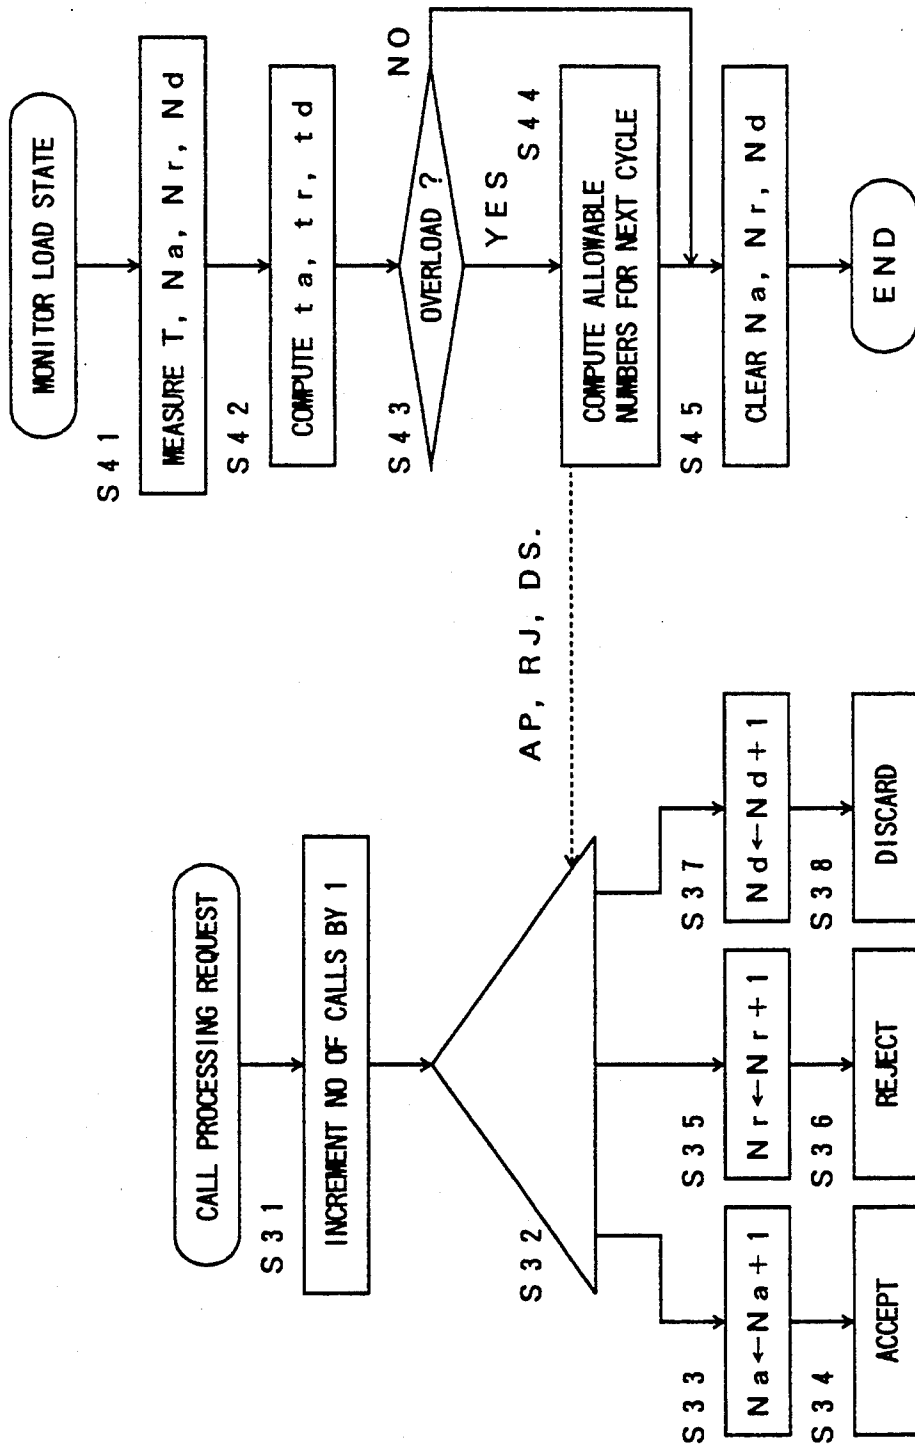 CALL PROCESSING REQUEST
S31
INCREMENT NO OF CALLS BY 1
S32
AP, RJ, DS.
S33
Na←Na+1
S34
ACCEPT
S35
Nr←Nr+1
S36
REJECT
S37
Nd←Nd+1
S38
DISCARD
MONITOR LOAD STATE
S41
MEASURE T, Na, Nr, Nd
S42
COMPUTE ta, tr, td
S43
OVERLOAD ?
NO
YES
S44
COMPUTE ALLOWABLE
NUMBERS FOR NEXT CYCLE
S45
CLEAR Na, Nr, Nd
END